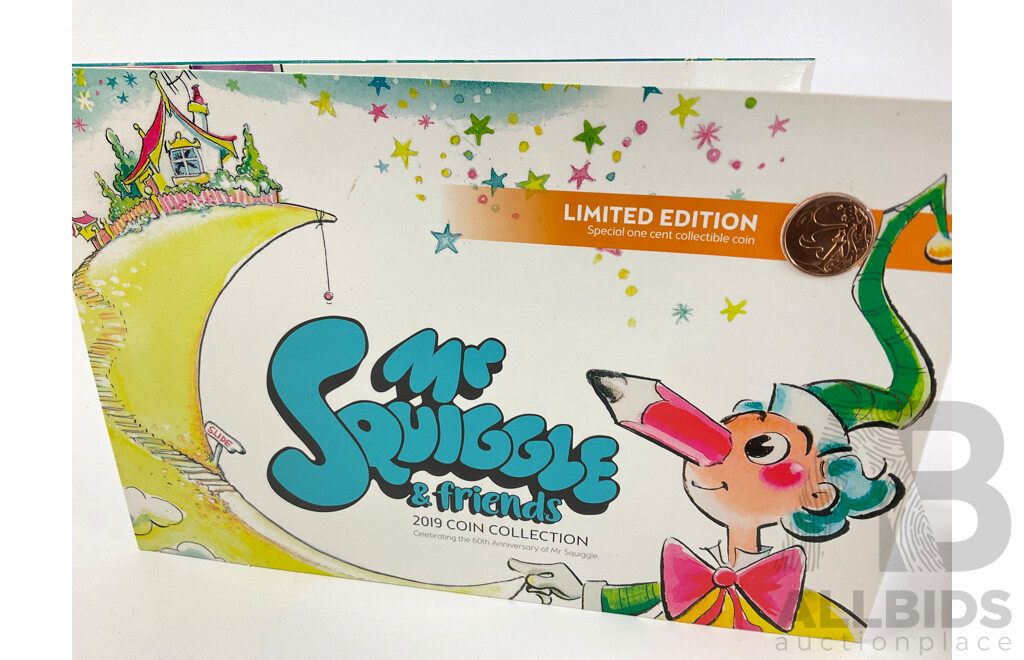 LIMITED EDITION
Special one cent collectible coin
SLIDE
Mr
SQUIGGLE
& friends
2019 COIN COLLECTION
Celebrating the 60th Anniversary of Mr Squiggle.
AB
ALLBIDS
auctionplace